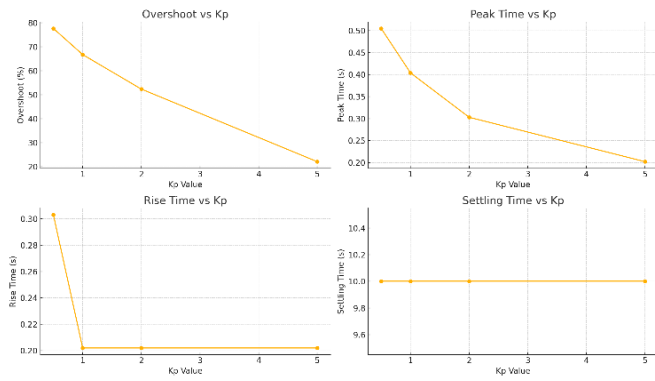 Overshoot vs Kp
80
70
60
50
40
30
20
Overshoot (%)
1 2 3 4 5
Kp Value
Peak Time vs Kp
0.50
0.45
0.40
0.35
0.30
0.25
0.20
Peak Time (s)
1 2 3 4 5
Kp Value
Rise Time vs Kp
0.30
0.28
0.26
0.24
0.22
0.20
Rise Time (s)
1 2 3 4 5
Kp Value
Settling Time vs Kp
10.4
10.2
10.0
9.8
9.6
Settling Time (s)
1 2 3 4 5
Kp Value